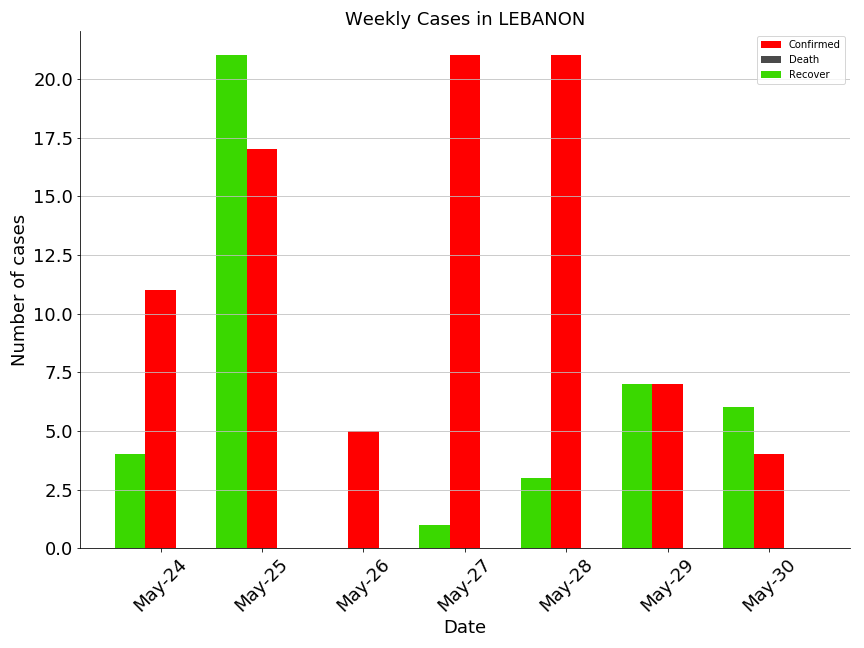 Weekly Cases in LEBANON
Confirmed
Death
Recover
Number of cases
20.0
17.5
15.0
12.5
10.0
7.5
5.0
2.5
0.0
May-24
May-25
May-26
May-27
May-28
May-29
May-30
Date